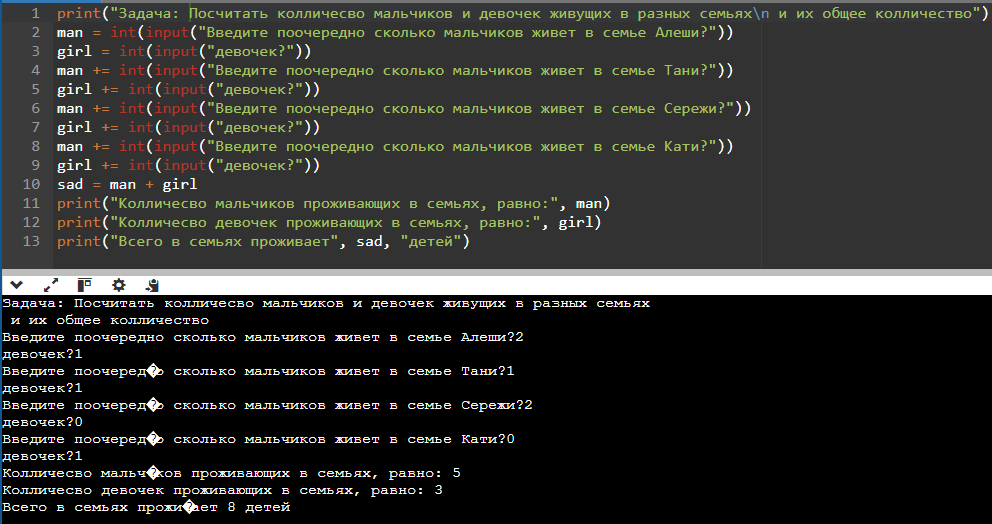 1 print("Задача: Посчитать колличесво мальчиков и девочек живущих в разных семьях\n и их общее колличество")
2 man = int(input("Введите поочередно сколько мальчиков живет в семье Алеши?"))
3 girl = int(input("девочек?"))
4 man += int(input("Введите поочередно сколько мальчиков живет в семье Тани?"))
5 girl += int(input("девочек?"))
6 man += int(input("Введите поочередно сколько мальчиков живет в семье Сережи?"))
7 girl += int(input("девочек?"))
8 man += int(input("Введите поочередно сколько мальчиков живет в семье Кати?"))
9 girl += int(input("девочек?"))
10 sad = man + girl
11 print("Колличесво мальчиков проживающих в семьях, равно:", man)
12 print("Колличесво девочек проживающих в семьях, равно:", girl)
13 print("Всего в семьях проживает", sad, "детей")
Задача: Посчитать колличесво мальчиков и девочек живущих в разных семьях
и их общее колличество
Введите поочередно сколько мальчиков живет в семье Алеши?2
девочек?1
Введите поочеред�о сколько мальчиков живет в семье Тани?1
девочек?1
Введите поочеред�о сколько мальчиков живет в семье Сережи?2
девочек?0
Введите поочеред�о сколько мальчиков живет в семье Кати?0
девочек?1
Колличесво мальч�ков проживающих в семьях, равно: 5
Колличесво девочек проживающих в семьях, равно: 3
Всего в семьях прожи�ает 8 детей